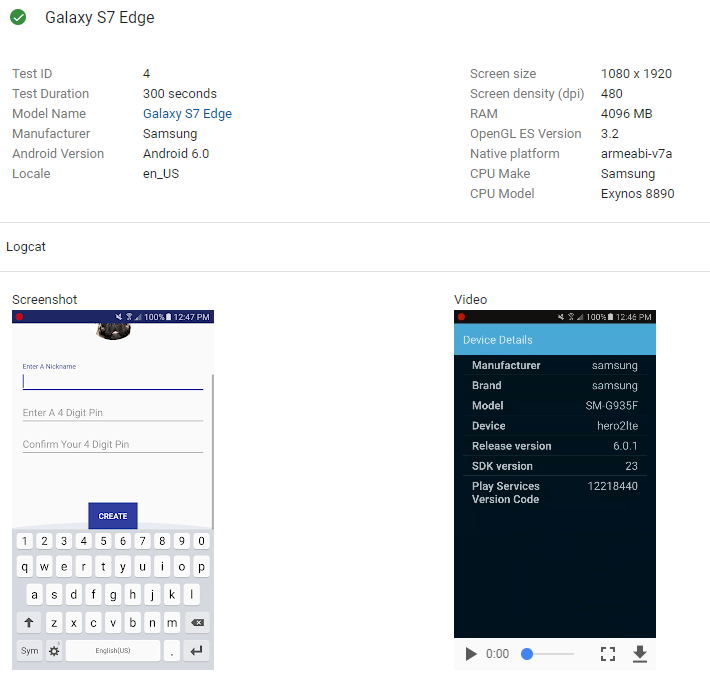 Galaxy S7 Edge
Test ID 4
Test Duration 300 seconds
Model Name Galaxy S7 Edge
Manufacturer Samsung
Android Version Android 6.0
Locale en_US
Screen size 1080 x 1920
Screen density (dpi) 480
RAM 4096 MB
OpenGL ES Version 3.2
Native platform armeabi-v7a
CPU Make Samsung
CPU Model Exynos 8890
Logcat
Screenshot
100% 12:47 PM
Enter A Nickname
Enter A 4 Digit Pin
Confirm Your 4 Digit Pin
CREATE
1 2 3 4 5 6 7 8 9 0
q w e r t y u i o p
a s d f g h j k l
z x c v b n m
Sym English(US) .
Video
100% 12:46 PM
Device Details
Manufacturer samsung
Brand samsung
Model SM-G935F
Device hero2lte
Release version 6.0.1
SDK version 23
Play Services 12218440
Version Code
0:00